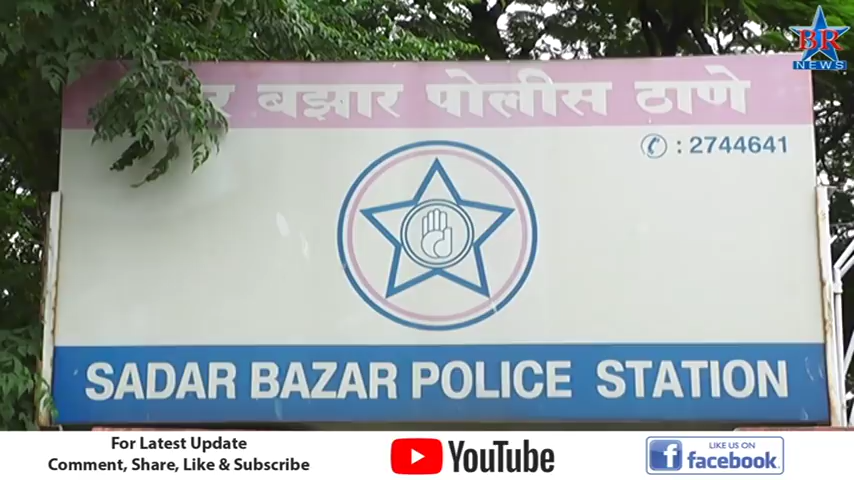 BR
NEWS
बझार पोलीस ठाणे
: 2744641
SADAR BAZAR POLICE STATION
For Latest Update
Comment, Share, Like & Subscribe
YouTube
LIKE US ON
facebook